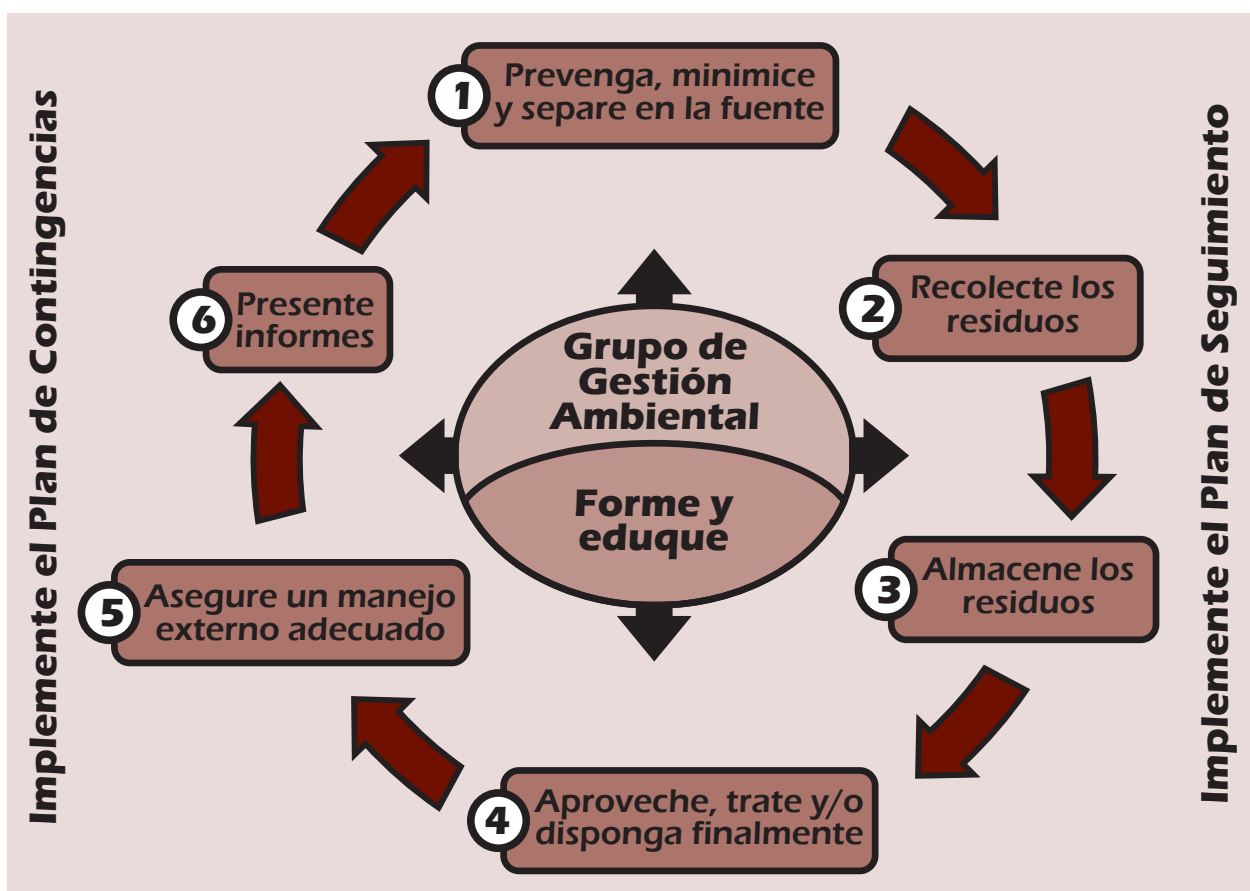 Implemente el Plan de Contingencias
1
Prevenga, minimice
y separe en la fuente
2
Recolecte los
residuos
3
Almacene los
residuos
4
Aproveche, trate y/o
disponga finalmente
5
Asegure un manejo
externo adecuado
6
Presente
informes
Grupo de
Gestión
Ambiental
Forme y
eduque
Implemente el Plan de Seguimiento